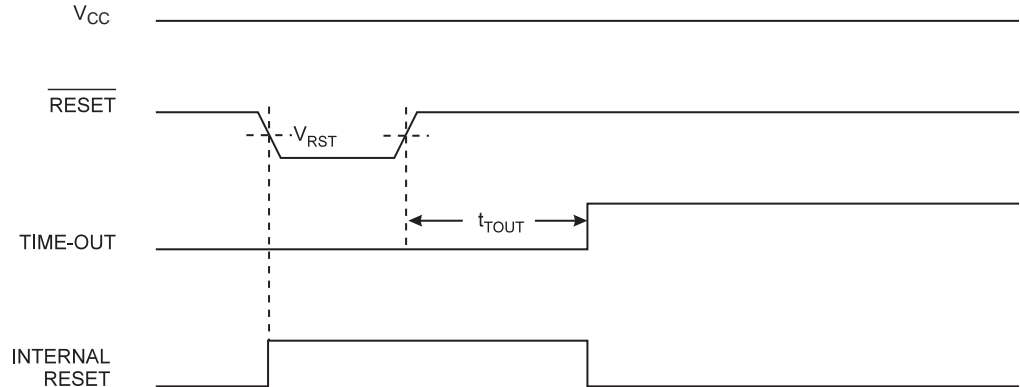 VCC
RESET
VRST
tTOUT
TIME-OUT
INTERNAL
RESET